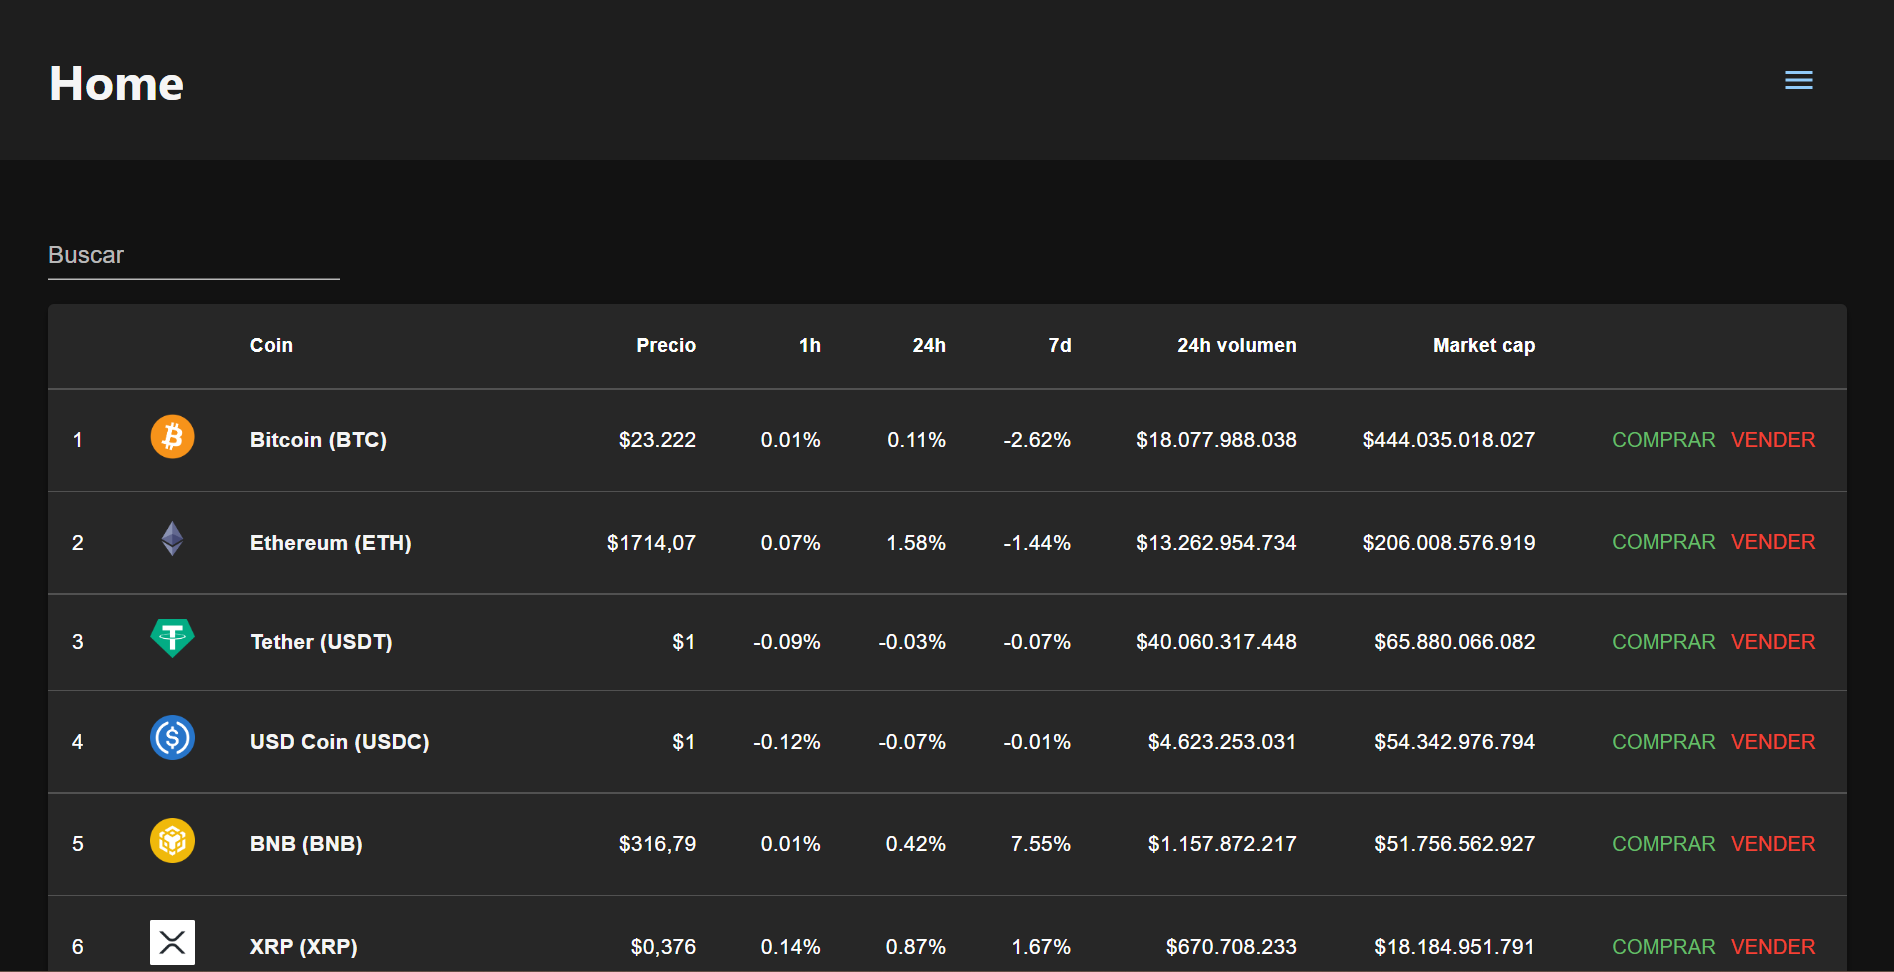 Home
Buscar
Coin Precio 1h 24h 7d 24h volumen Market cap
1 Bitcoin (BTC) $23.222 0.01% 0.11% -2.62% $18.077.988.038 $444.035.018.027 COMPRAR VENDER
2 Ethereum (ETH) $1714,07 0.07% 1.58% -1.44% $13.262.954.734 $206.008.576.919 COMPRAR VENDER
3 Tether (USDT) $1 -0.09% -0.03% -0.07% $40.060.317.448 $65.880.066.082 COMPRAR VENDER
4 USD Coin (USDC) $1 -0.12% -0.07% -0.01% $4.623.253.031 $54.342.976.794 COMPRAR VENDER
5 BNB (BNB) $316,79 0.01% 0.42% 7.55% $1.157.872.217 $51.756.562.927 COMPRAR VENDER
6 XRP (XRP) $0,376 0.14% 0.87% 1.67% $670.708.233 $18.184.951.791 COMPRAR VENDER